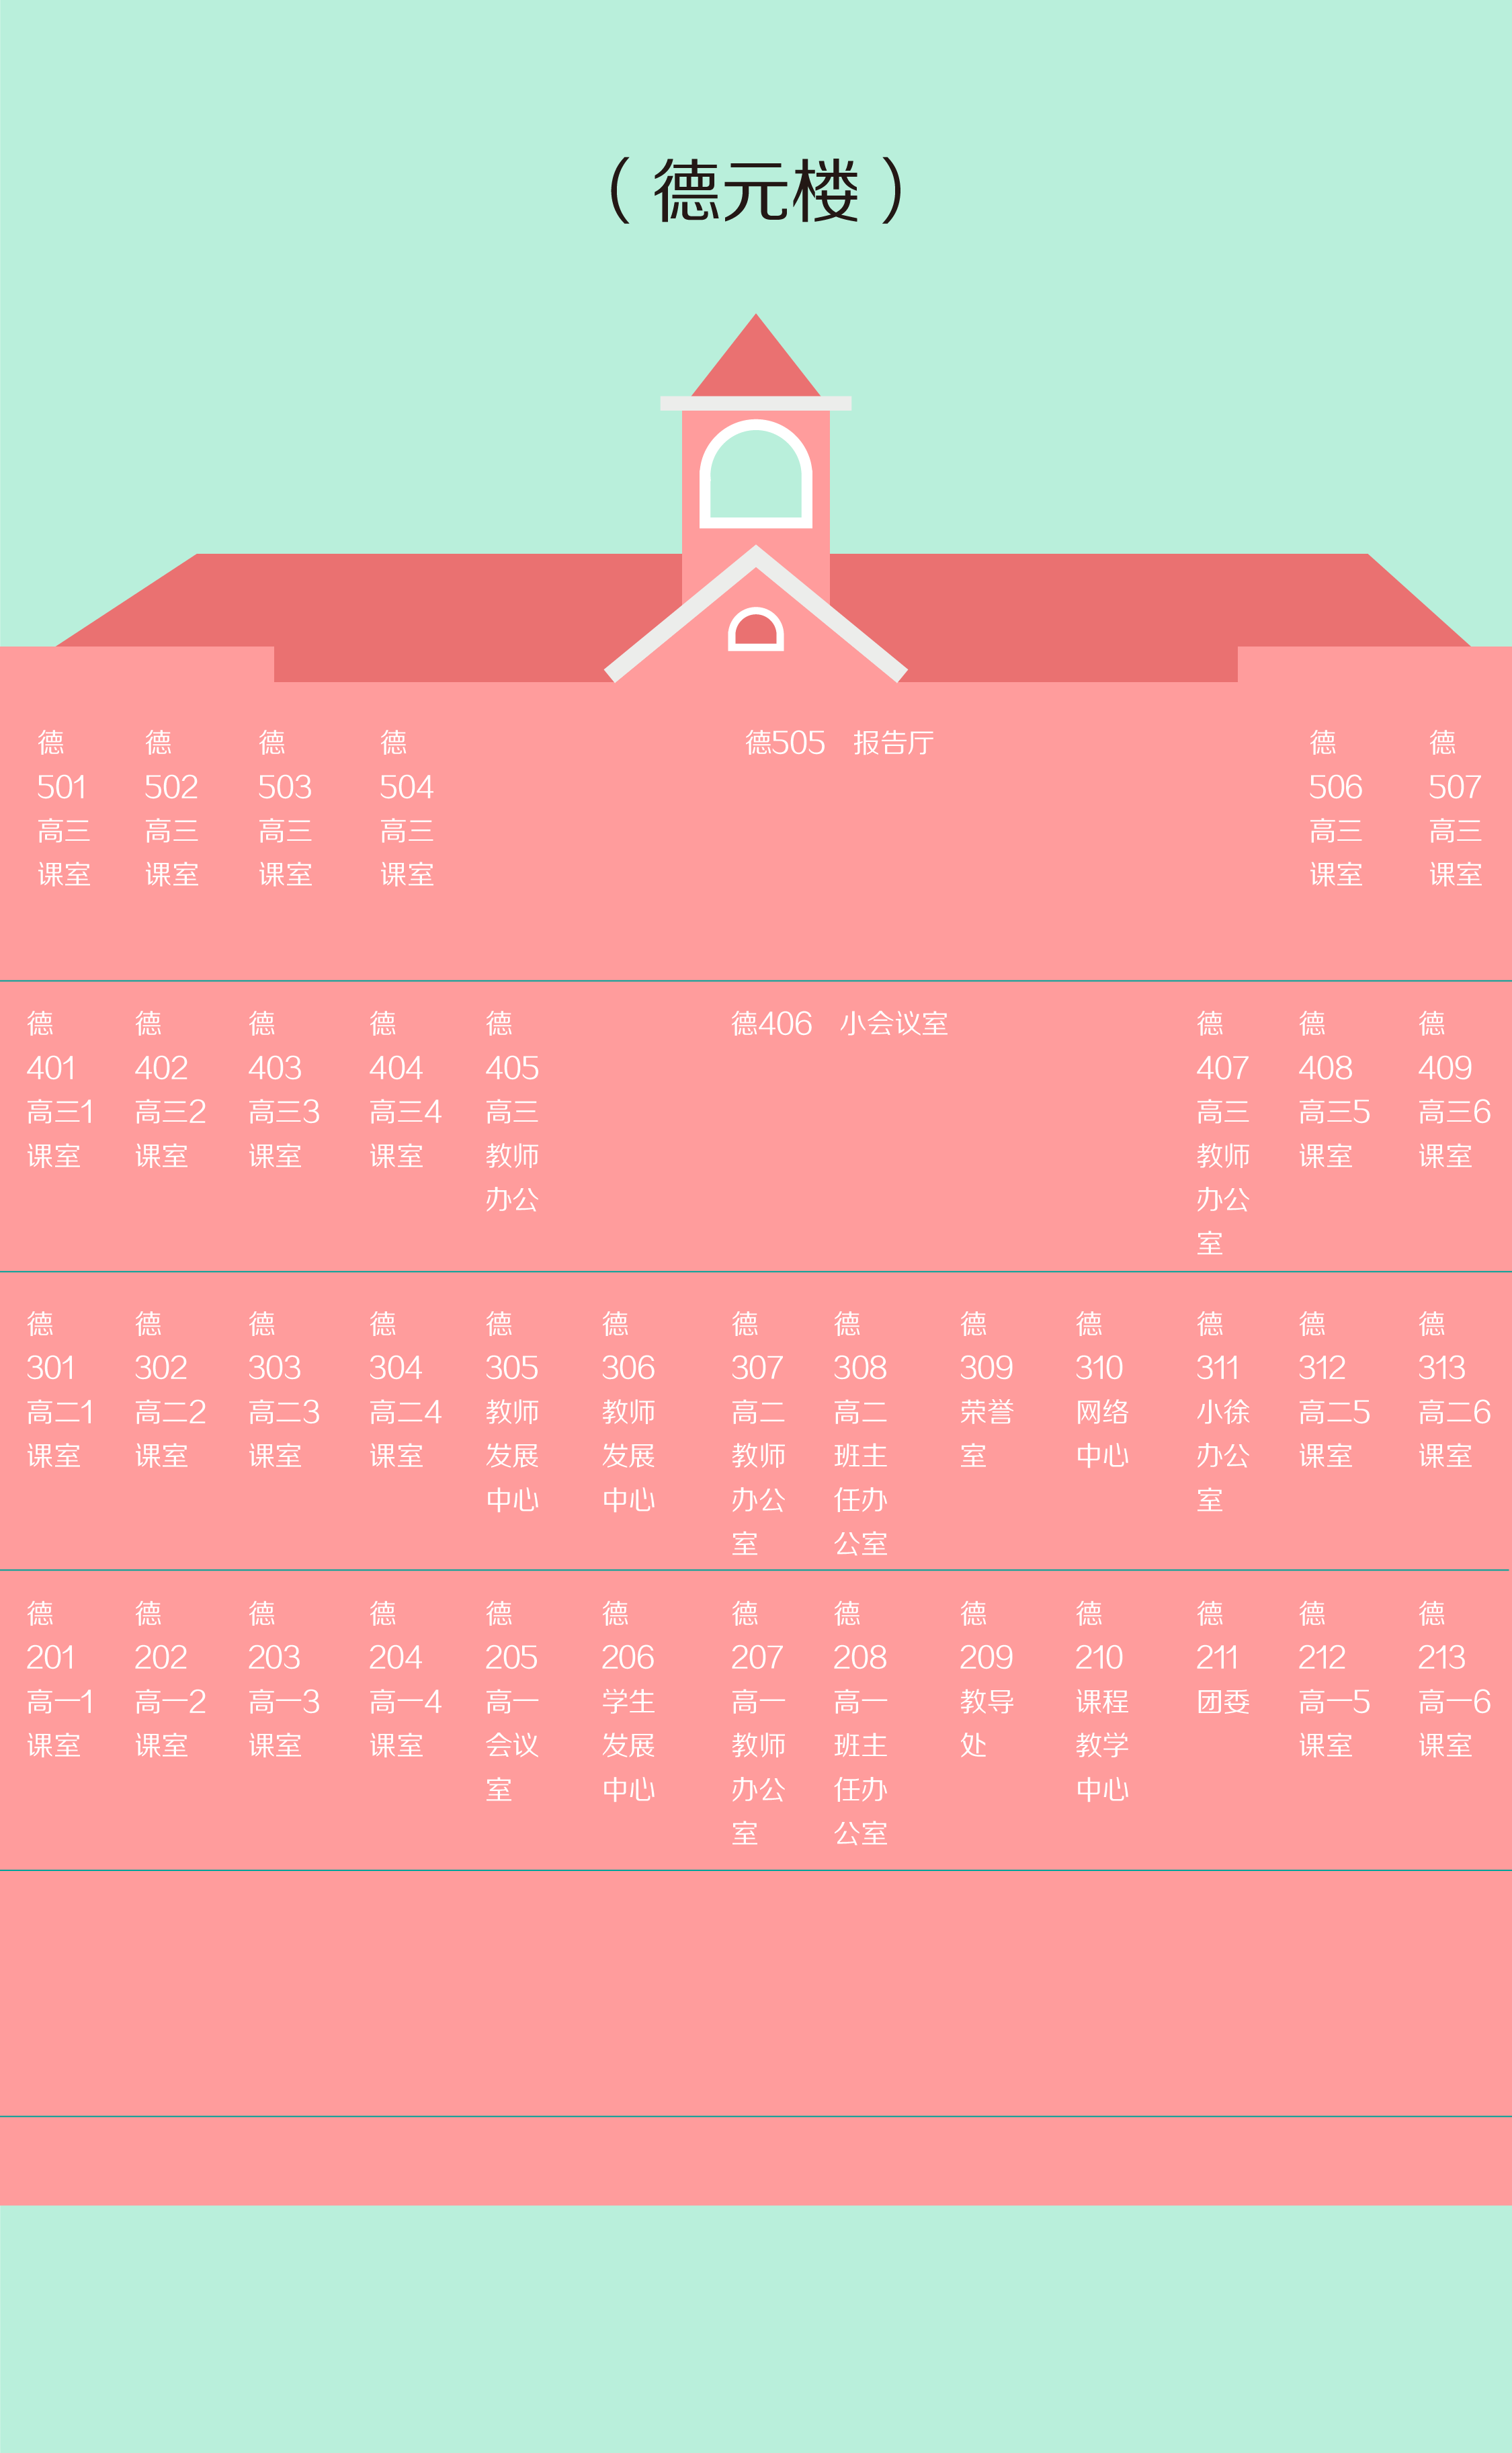 （德元楼）
德 德 德 德 德505 报告厅 德 德
501 502 503 504 506 507
高三 高三 高三 高三 高三 高三
课室 课室 课室 课室 课室 课室
德 德 德 德 德 德406 小会议室 德 德 德
401 402 403 404 405 407 408 409
高三1 高三2 高三3 高三4 高三 高三 高三5 高三6
课室 课室 课室 课室 教师 教师 课室 课室
办公 办公
室
德 德 德 德 德 德 德 德 德 德 德 德 德
301 302 303 304 305 306 307 308 309 310 311 312 313
高二1 高二2 高二3 高二4 教师 教师 高二 高二 荣誉 网络 小徐 高二5 高二6
课室 课室 课室 课室 发展 发展 教师 班主 室 中心 办公 课室 课室
中心 中心 办公 任办 室
室 公室
德 德 德 德 德 德 德 德 德 德 德 德 德
201 202 203 204 205 206 207 208 209 210 211 212 213
高一1 高一2 高一3 高一4 高一 学生 高一 高一 教导 课程 团委 高一5 高一6
课室 课室 课室 课室 会议 发展 教师 班主 处 教学 课室 课室
室 中心 办公 任办 中心
室 公室